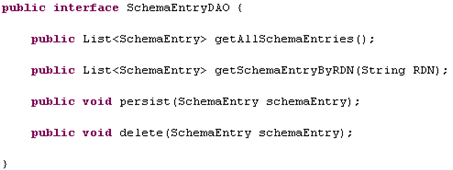 public interface SchemaEntryDAO {
public List<SchemaEntry> getAllSchemaEntries();
public List<SchemaEntry> getSchemaEntryByRDN(String RDN);
public void persist(SchemaEntry schemaEntry);
public void delete(SchemaEntry schemaEntry);
}